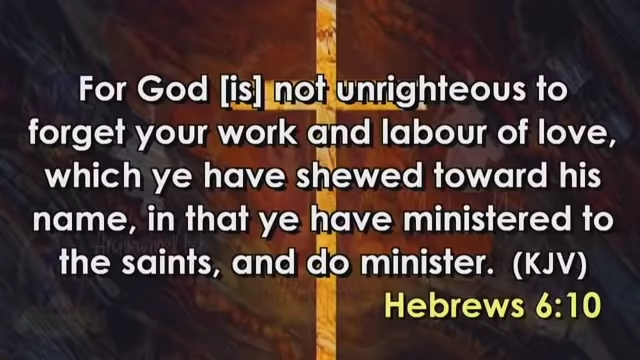 For God [is] not unrighteous to
forget your work and labour of love,
which ye have shewed toward his
name, in that ye have ministered to
the saints, and do minister. (KJV)
Hebrews 6:10